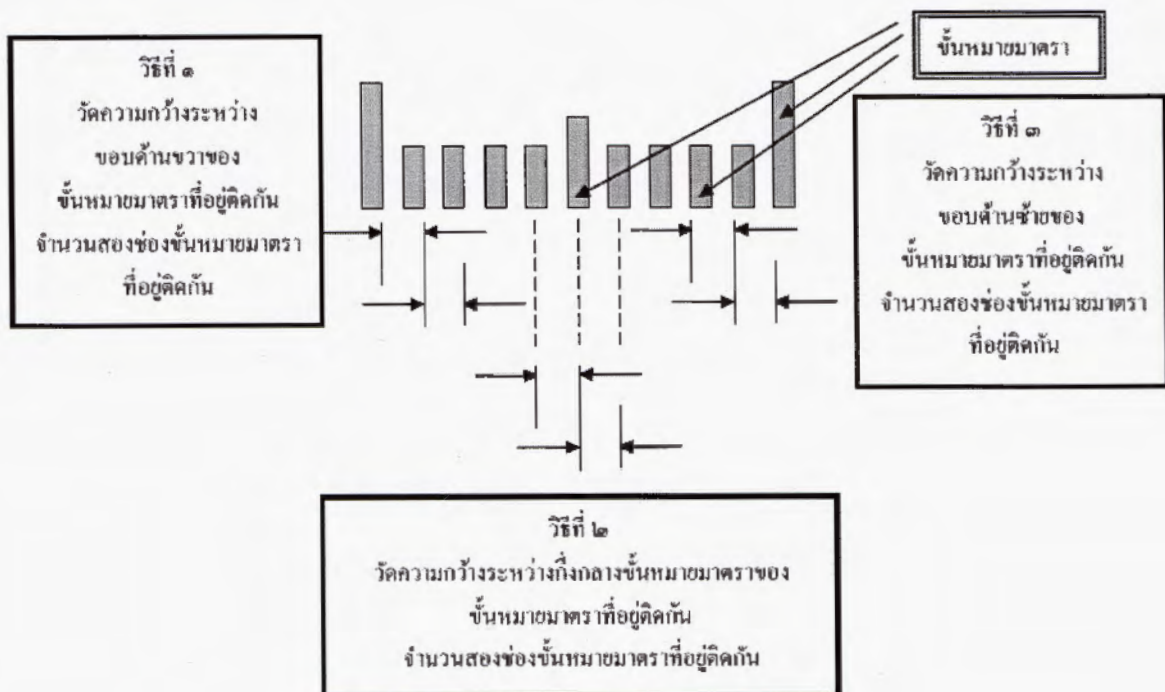 วิธีที่ ๑
วัดความกว้างระหว่าง
ขอบด้านขวาของ
ขั้นหมายมาตราที่อยู่ติดกัน
จำนวนสองช่องขั้นหมายมาตรา
ที่อยู่ติดกัน
ขั้นหมายมาตรา
วิธีที่ ๓
วัดความกว้างระหว่าง
ขอบด้านซ้ายของ
ขั้นหมายมาตราที่อยู่ติดกัน
จำนวนสองช่องขั้นหมายมาตรา
ที่อยู่ติดกัน
วิธีที่ ๒
วัดความกว้างระหว่างกึ่งกลางขั้นหมายมาตราของ
ขั้นหมายมาตราที่อยู่ติดกัน
จำนวนสองช่องขั้นหมายมาตราที่อยู่ติดกัน